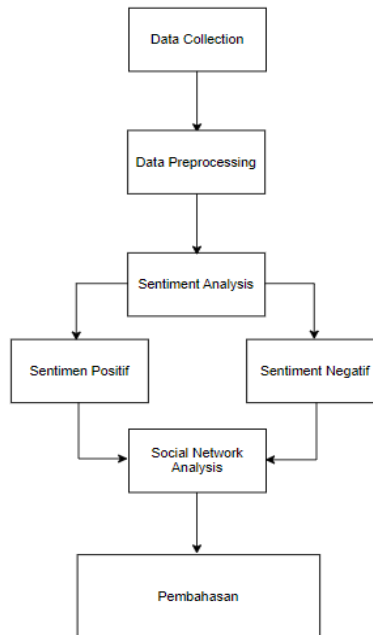 Data Collection
Data Preprocessing
Sentiment Analysis
Sentimen Positif
Sentiment Negatif
Social Network
Analysis
Pembahasan